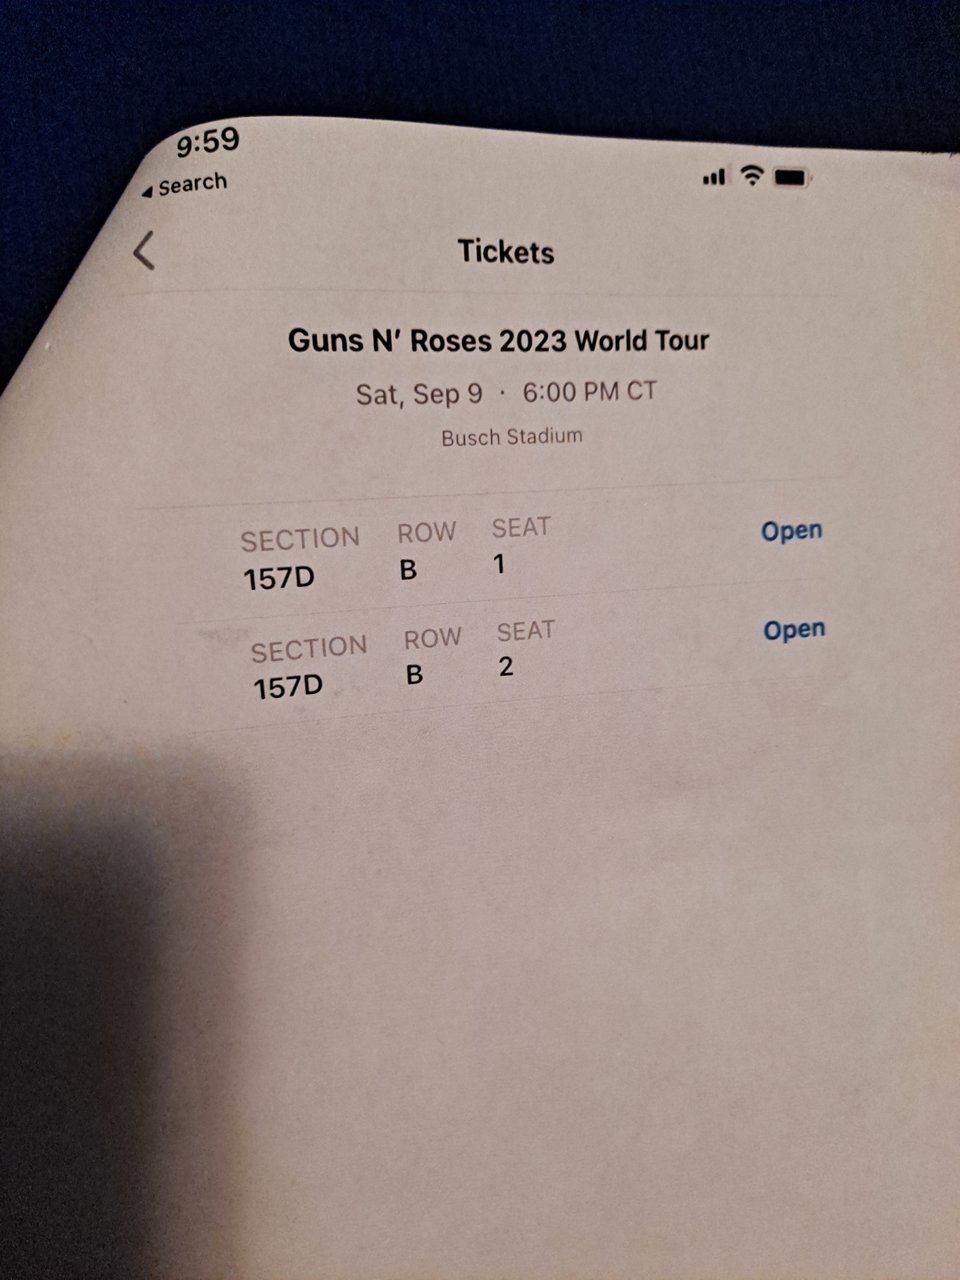 9:59
◀ Search
Tickets
Guns N' Roses 2023 World Tour
Sat, Sep 9 · 6:00 PM CT
Busch Stadium
SECTION ROW SEAT
157D B 1 Open
SECTION ROW SEAT
157D B 2 Open